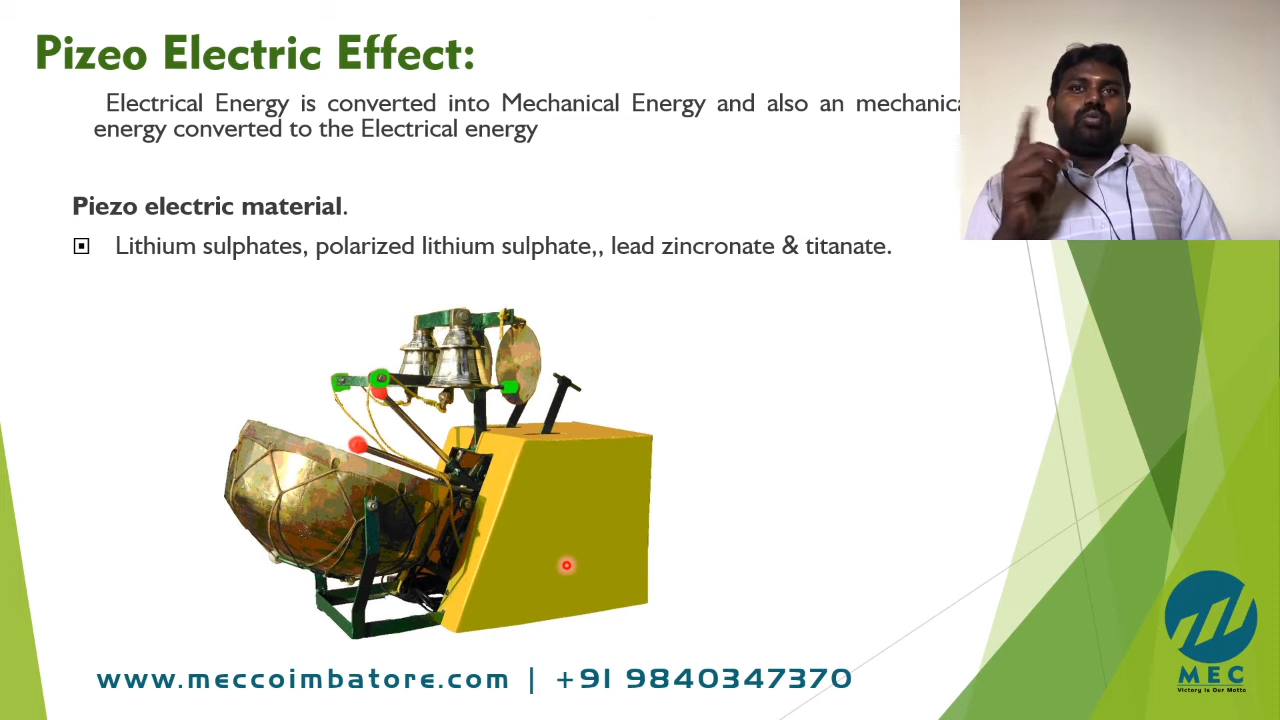 Pizeo Electric Effect:
Electrical Energy is converted into Mechanical Energy and also an mechanica
energy converted to the Electrical energy
Piezo electric material.
Lithium sulphates, polarized lithium sulphate,, lead zincronate & titanate.
www.meccoimbatore.com | +91 9840347370
MEC
Victory is Our Motto